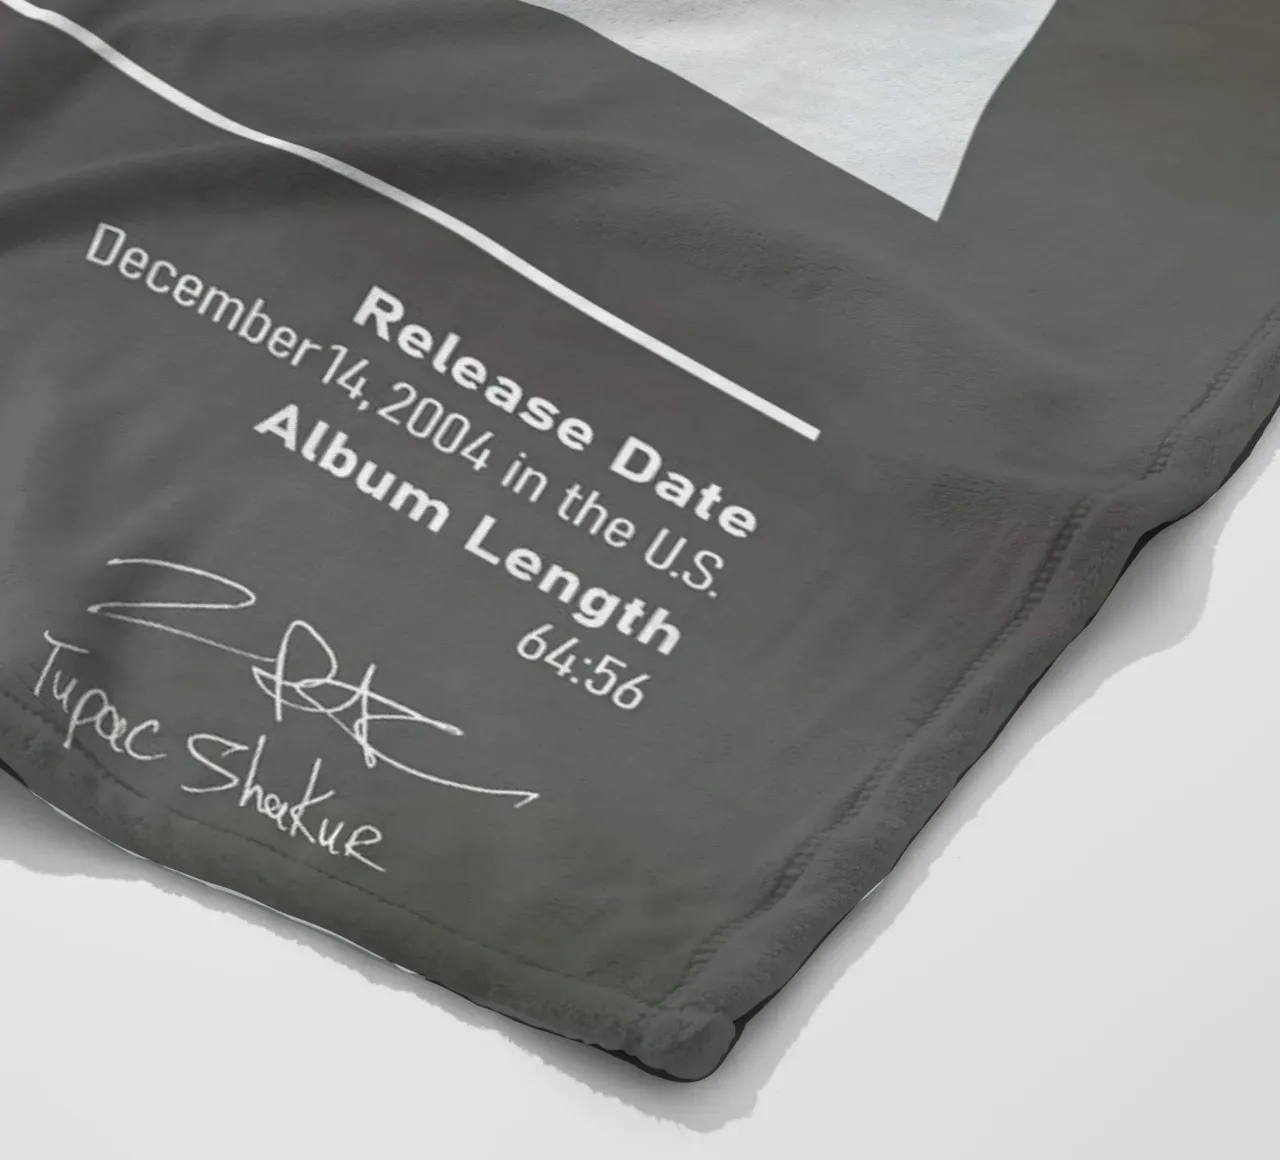 Release Date
December 14, 2004 in the U.S.
Album Length
64:56
Tupac Shakur